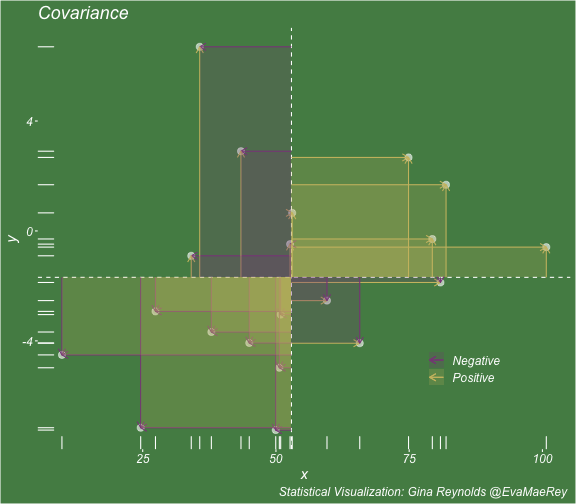 Covariance
4
0
-4
y
Negative
Positive
25
50
75
100
x
Statistical Visualization: Gina Reynolds @EvaMaeRey